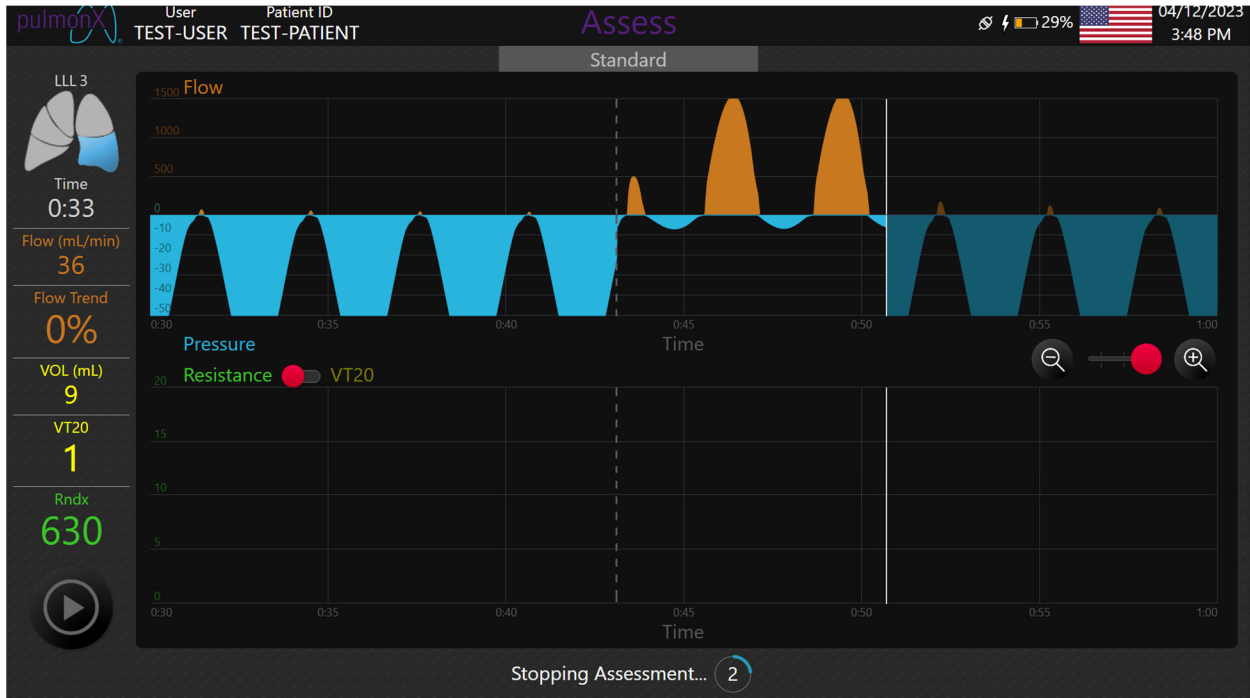 pulmonX
User
TEST-USER
Patient ID
TEST-PATIENT
Assess
29%
04/12/2023
3:48 PM
Standard
LLL 3
Time
0:33
Flow (mL/min)
36
Flow Trend
0%
VOL (mL)
9
VT20
1
Rndx
630
1500 Flow
1000
500
0
-10
-20
-30
-40
-50
0:30 0:35 0:40 0:45 0:50 0:55 1:00
Pressure
Time
Resistance VT20
20
15
10
5
0
0:30 0:35 0:40 0:45 0:50 0:55 1:00
Time
Stopping Assessment... 2